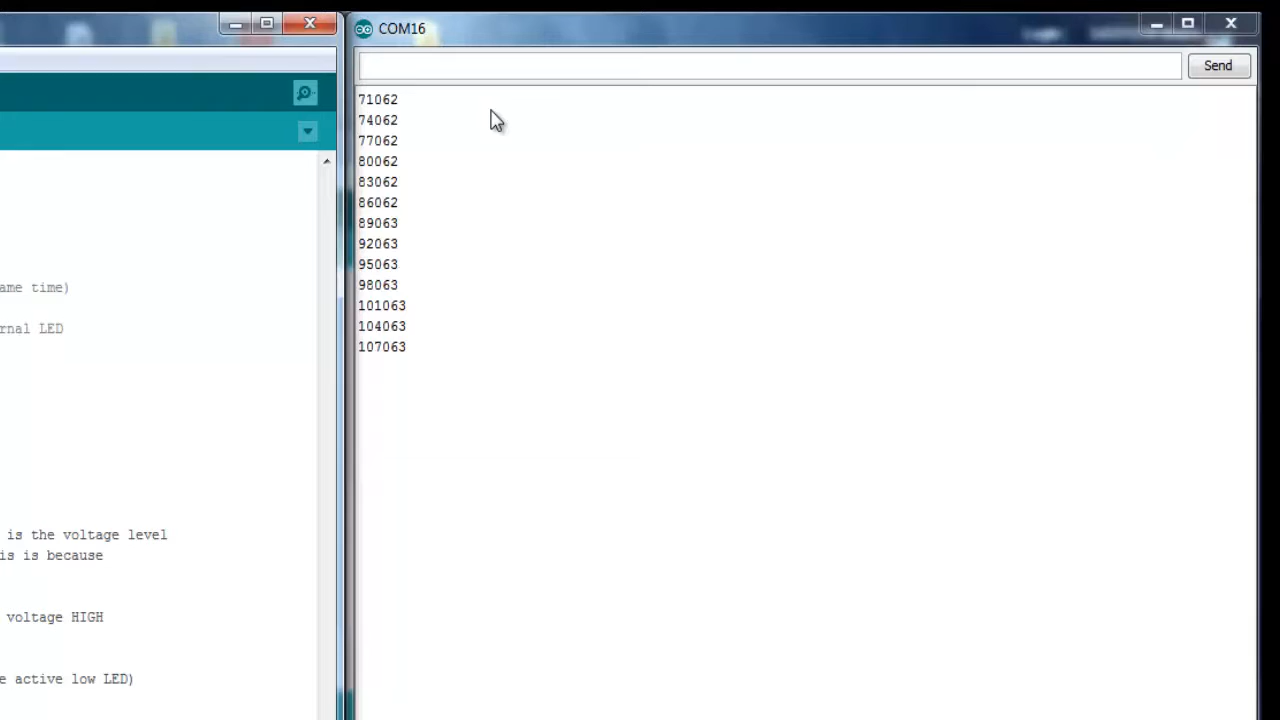 COM16
Send
71062
74062
77062
80062
83062
86062
89063
92063
95063
98063
101063
104063
107063
ame time)
rnal LED
is the voltage level
is is because
voltage HIGH
e active low LED)